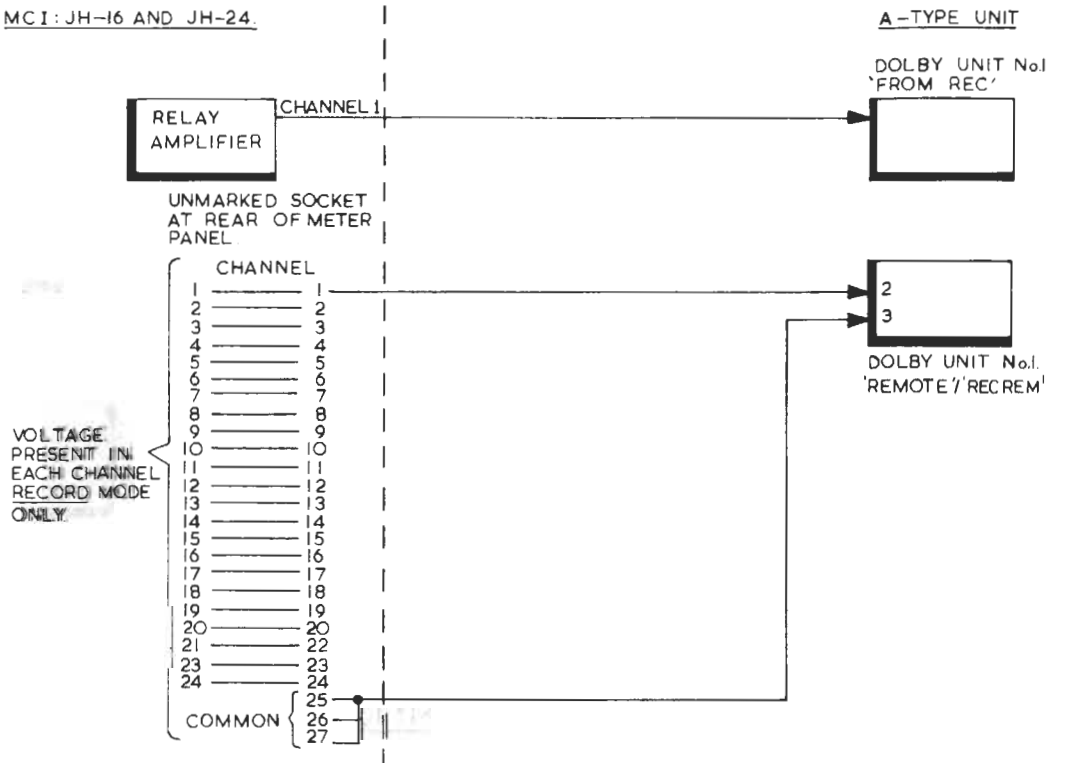 MCI: JH-16 AND JH-24.
A-TYPE UNIT
DOLBY UNIT No.1
'FROM REC'
CHANNEL 1
RELAY
AMPLIFIER
UNMARKED SOCKET
AT REAR OF METER
PANEL.
CHANNEL
1 1
2 2
3 3
4 4
5 5
6 6
7 7
8 8
9 9
10 10
11 11
12 12
13 13
14 14
15 15
16 16
17 17
18 18
19 19
20 20
21 22
23 23
24 24
25
COMMON 26
27
VOLTAGE
PRESENT IN
EACH CHANNEL
RECORD MODE
ONLY.
2
3
DOLBY UNIT No.1.
'REMOTE'/'RECREM'